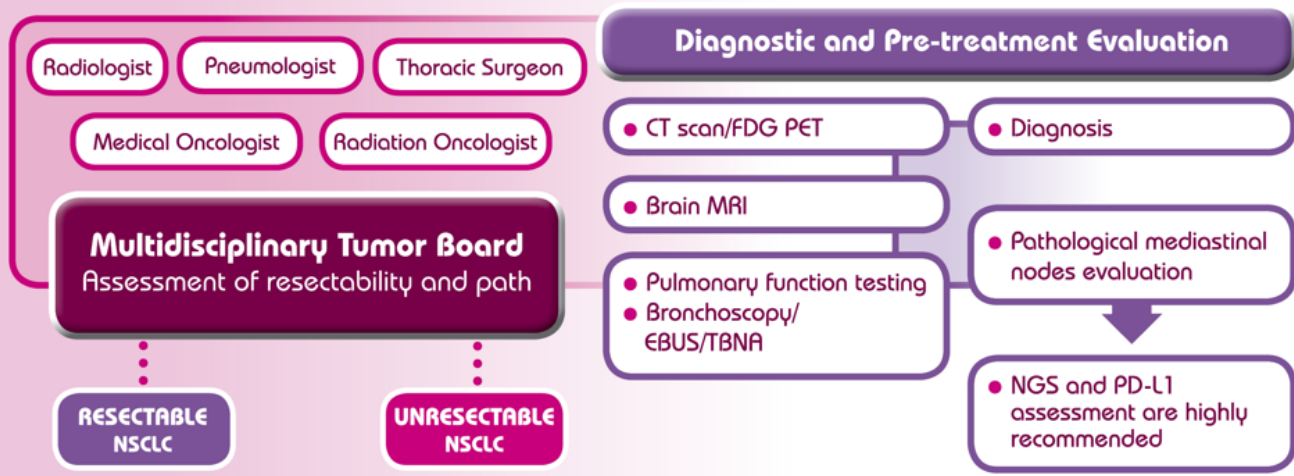 Radiologist
Pneumologist
Thoracic Surgeon
Medical Oncologist
Radiation Oncologist
Multidisciplinary Tumor Board
Assessment of resectability and path
RESECTABLE
NSCLC
UNRESECTABLE
NSCLC
Diagnostic and Pre-treatment Evaluation
• CT scan/FDG PET
• Diagnosis
• Brain MRI
• Pathological mediastinal
nodes evaluation
• Pulmonary function testing
• Bronchoscopy/
EBUS/TBNA
• NGS and PD-L1
assessment are highly
recommended